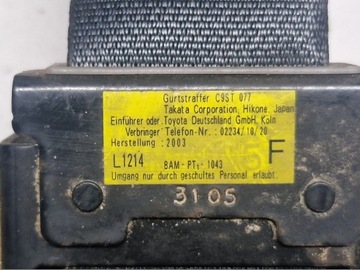 Gurtstraffer C9ST 077
Takata Corporation, Hikone, Japan
Einführer oder Toyota Deutschland GmbH, Köln
Verbringer Telefon-Nr.: 02234/10/20
Herstellung : 2003
L1214 BAM-PT₁-1043 F
Umgang nur durch geschultes Personal erlaubt.
3105